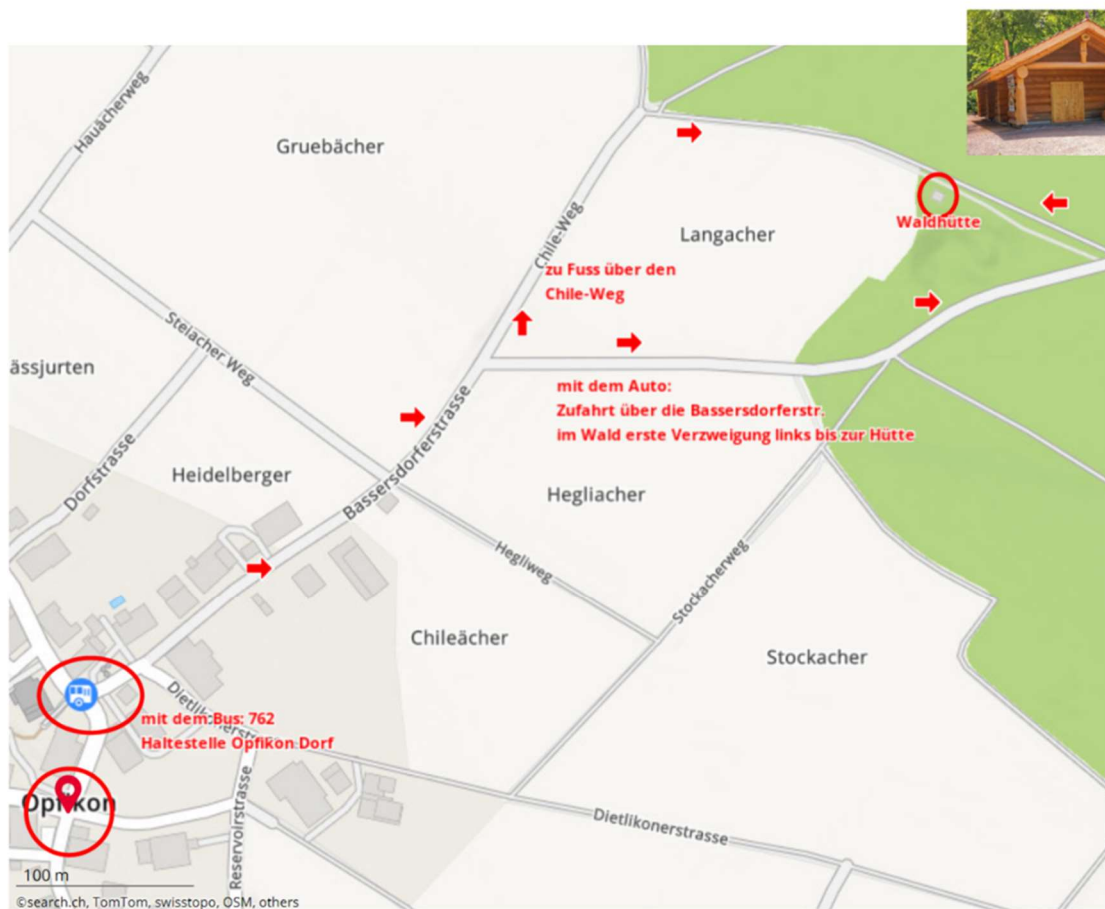 Hauächerweg
Gruebächer
Chile-Weg
Langacher
Waldhütte
zu Fuss über den
Chile-Weg
Steiacher Weg
ässjurten
mit dem Auto:
Zufahrt über die Bassersdorferstr.
im Wald erste Verzweigung links bis zur Hütte
Bassersdorferstrasse
Dorfstrasse
Heidelberger
Hegliacher
Hegliweg
Stockacherweg
Chileächer
Stockacher
Dietlikonerstrasse
mit dem Bus: 762
Haltestelle Opfikon Dorf
Opfikon
Reservoirstrasse
Dietlikonerstrasse
100 m
©search.ch, TomTom, swisstopo, OSM, others